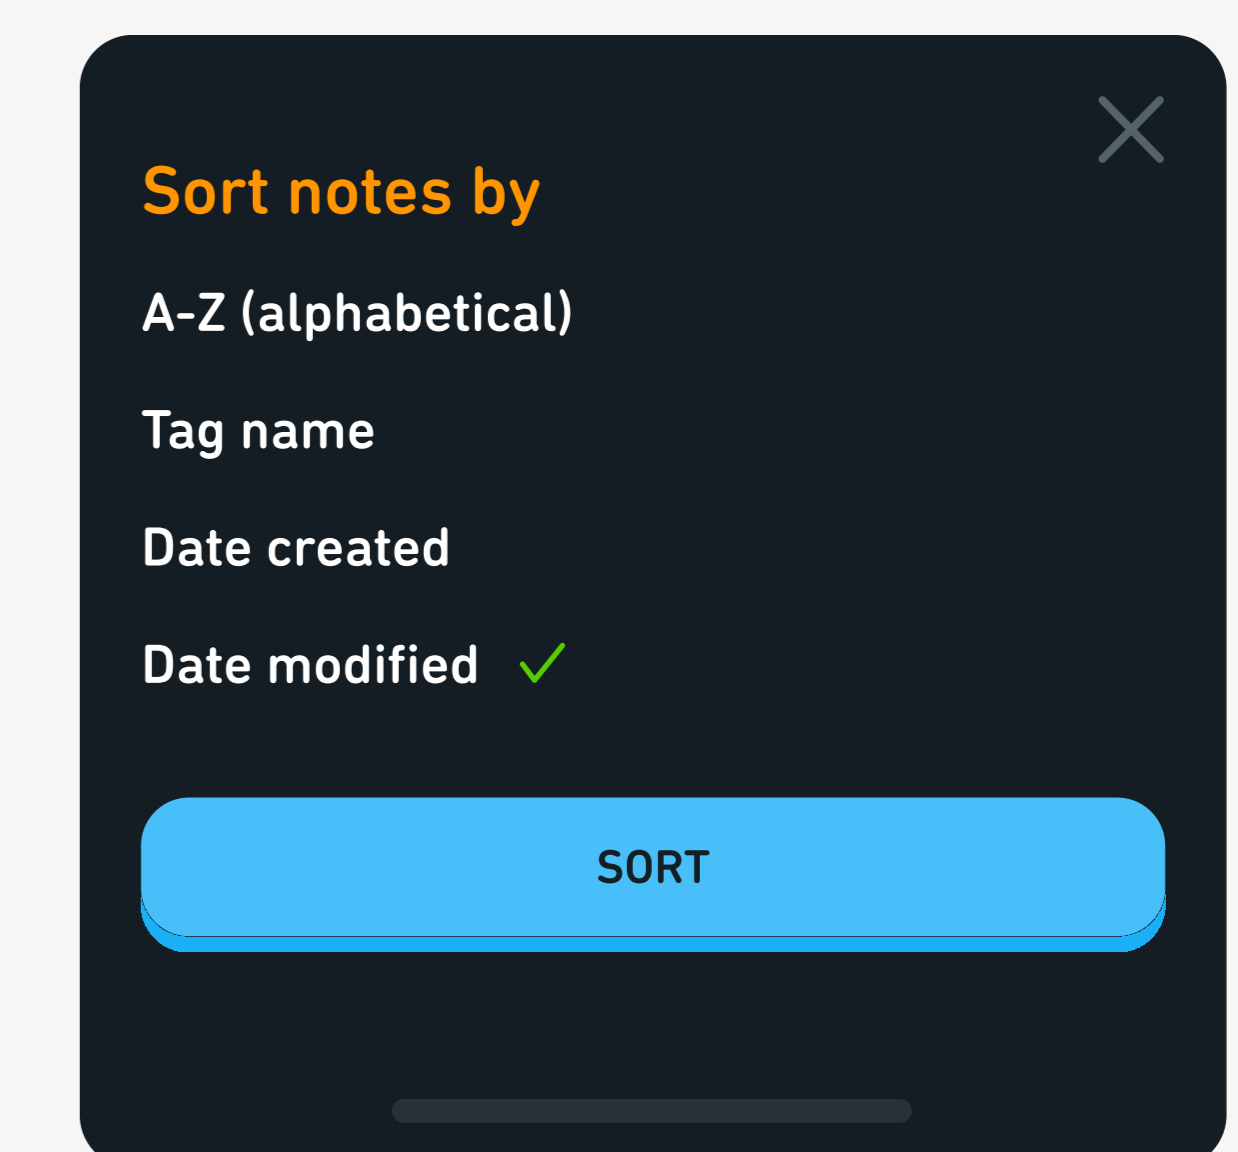 Sort notes by
A-Z (alphabetical)
Tag name
Date created
Date modified
SORT